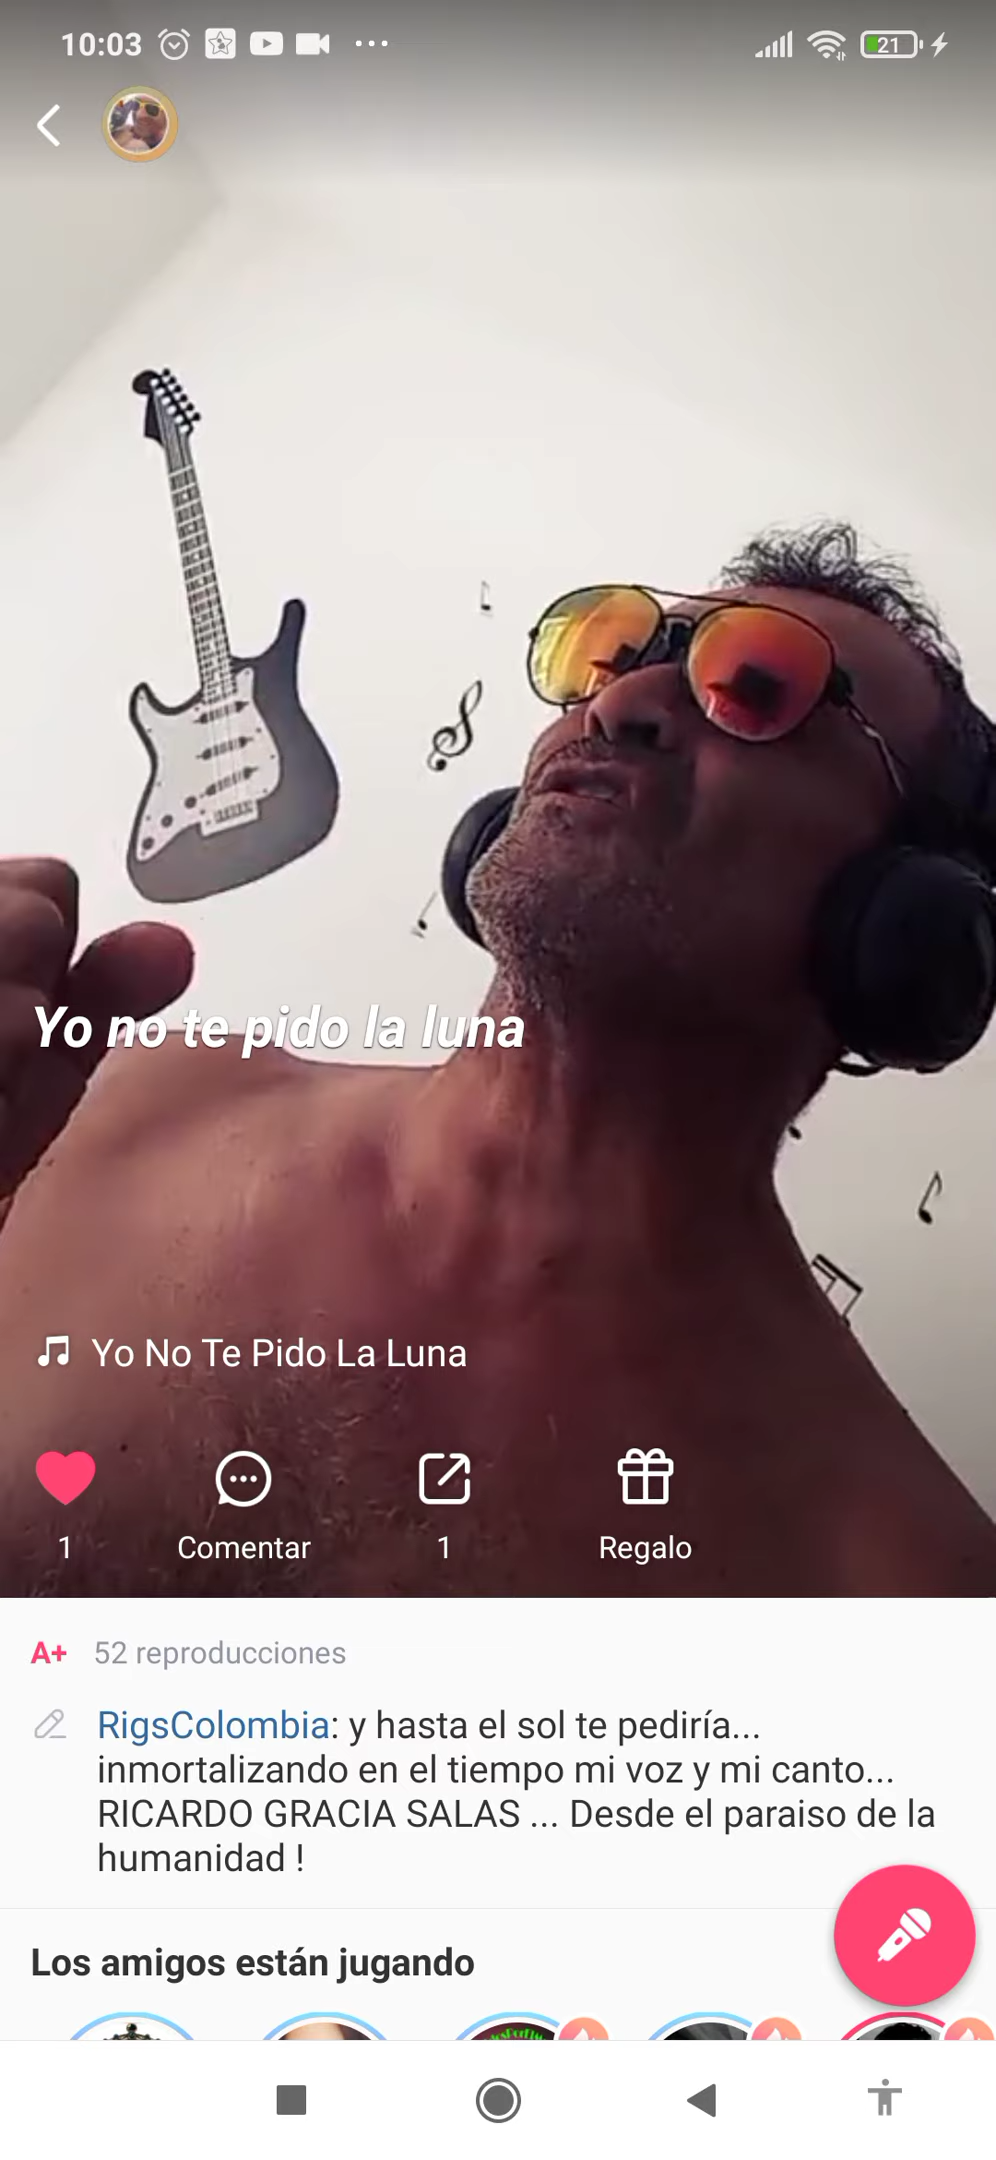 10:03
21
Yo no te pido la luna
Yo No Te Pido La Luna
1
Comentar
1
Regalo
A+ 52 reproducciones
RigsColombia: y hasta el sol te pediría...
inmortalizando en el tiempo mi voz y mi canto...
RICARDO GRACIA SALAS ... Desde el paraiso de la
humanidad !
Los amigos están jugando